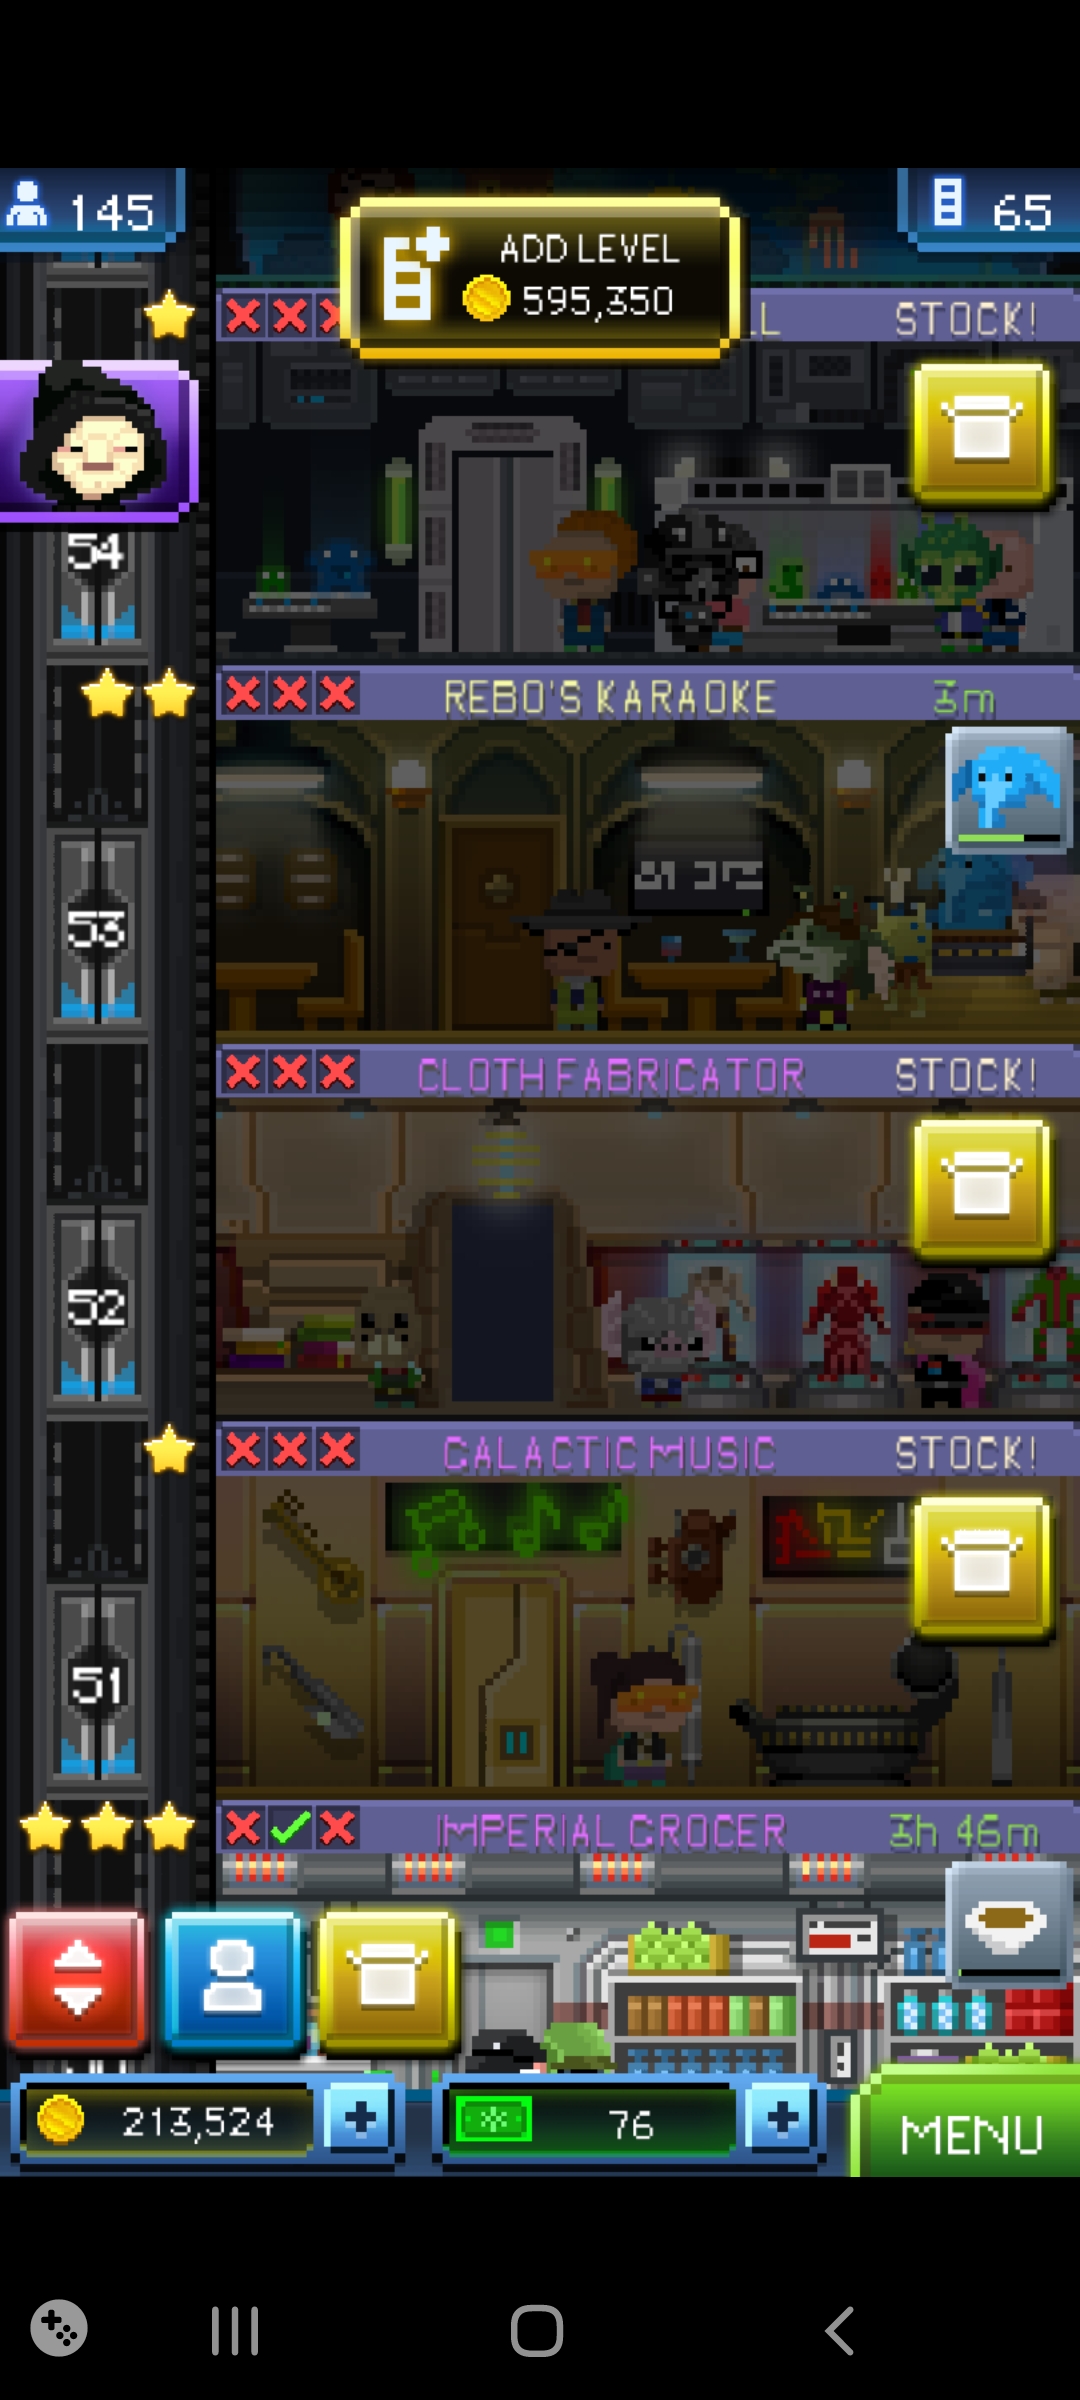 145
ADD LEVEL
595,350
65
LL
STOCK!
54
REBO'S KARAOKE
3m
53
CLOTH FABRICATOR
STOCK!
52
GALACTIC MUSIC
STOCK!
51
IMPERIAL GROCER
3h 46m
213,524
76
MENU